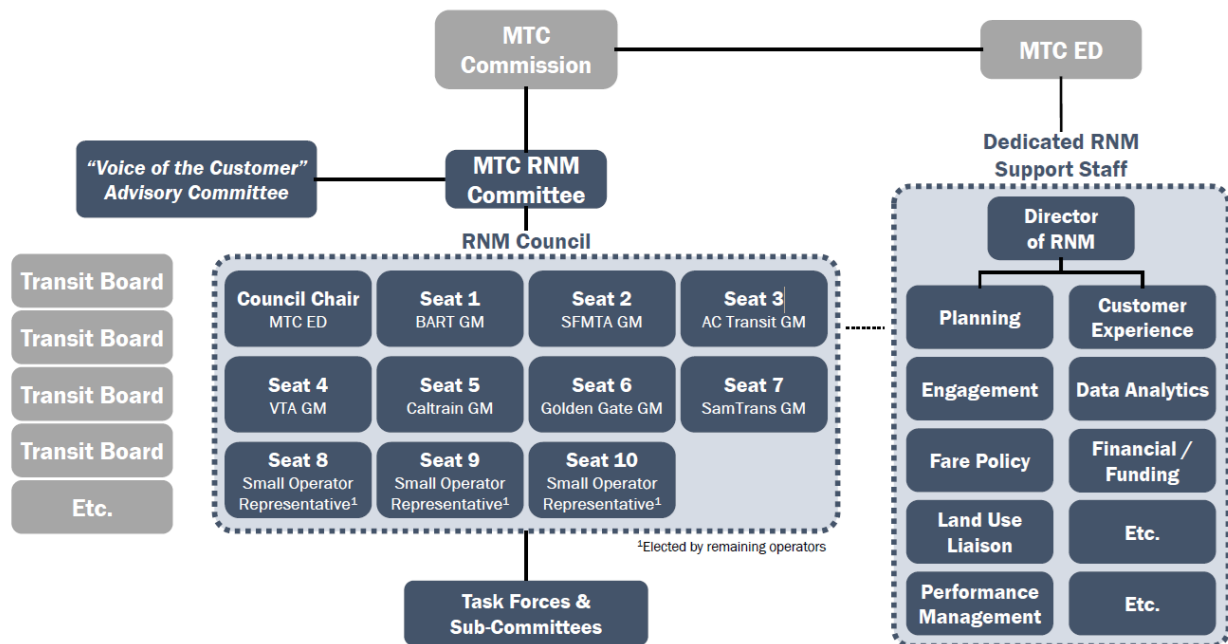 MTC
Commission
MTC ED
“Voice of the Customer”
Advisory Committee
MTC RNM
Committee
Dedicated RNM
Support Staff
RNM Council
Transit Board
Transit Board
Transit Board
Transit Board
Etc.
Council Chair
MTC ED
Seat 1
BART GM
Seat 2
SFMTA GM
Seat 3
AC Transit GM
Seat 4
VTA GM
Seat 5
Caltrain GM
Seat 6
Golden Gate GM
Seat 7
SamTrans GM
Seat 8
Small Operator
Representative¹
Seat 9
Small Operator
Representative¹
Seat 10
Small Operator
Representative¹
¹Elected by remaining operators
Task Forces &
Sub-Committees
Director
of RNM
Planning
Customer
Experience
Engagement
Data Analytics
Fare Policy
Financial /
Funding
Land Use
Liaison
Etc.
Performance
Management
Etc.